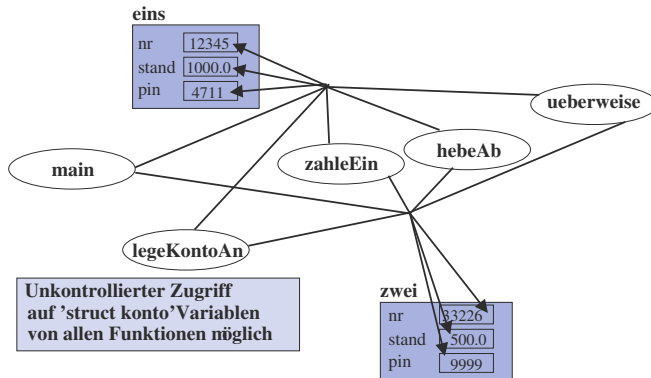 eins
nr 12345
stand 1000.0
pin 4711
ueberweise
main
zahleEin
hebeAb
legeKontoAn
Unkontrollierter Zugriff
auf ’struct konto’Variablen
von allen Funktionen möglich
zwei
nr 33226
stand 500.0
pin 9999